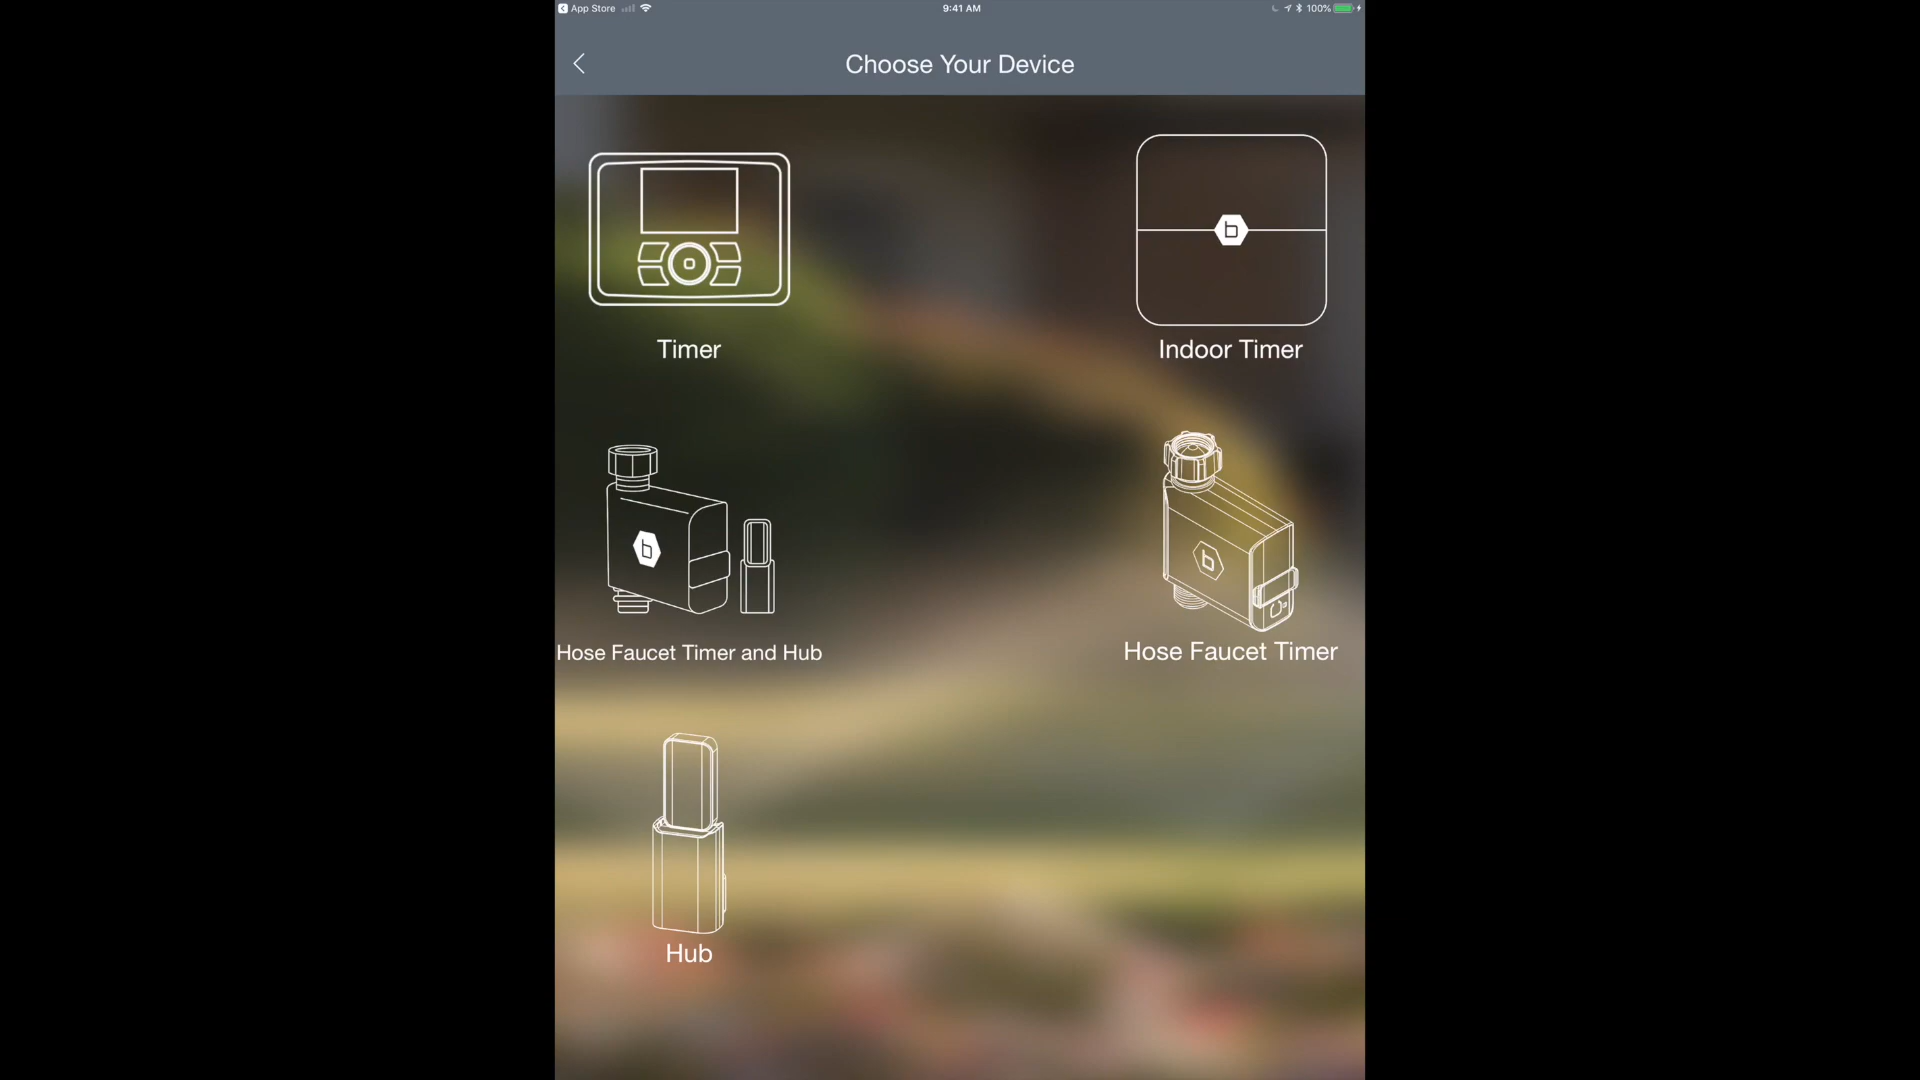 App Store
9:41 AM
100%
Choose Your Device
b
Timer
Indoor Timer
b
b
Hose Faucet Timer and Hub
Hose Faucet Timer
Hub